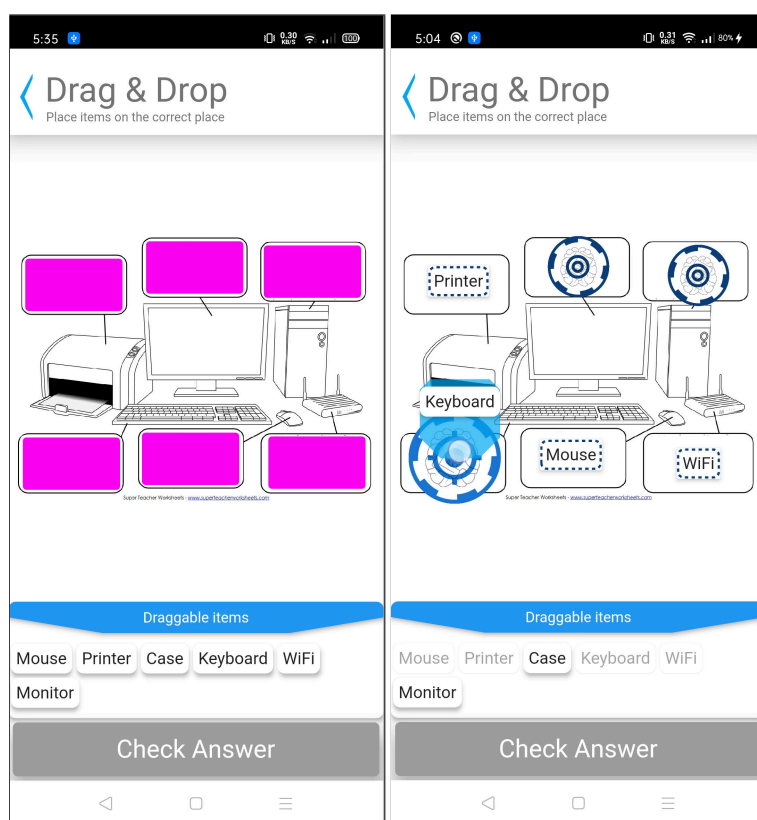 5:35 0.30 KB/S 100
Drag & Drop
Place items on the correct place
Super Teacher Worksheets - www.superteacherworksheets.com
Draggable items
Mouse Printer Case Keyboard WiFi
Monitor
Check Answer
5:04 0.31 KB/S 80%
Drag & Drop
Place items on the correct place
Printer
Keyboard
Mouse
WiFi
Super Teacher Worksheets - www.superteacherworksheets.com
Draggable items
Mouse Printer Case Keyboard WiFi
Monitor
Check Answer